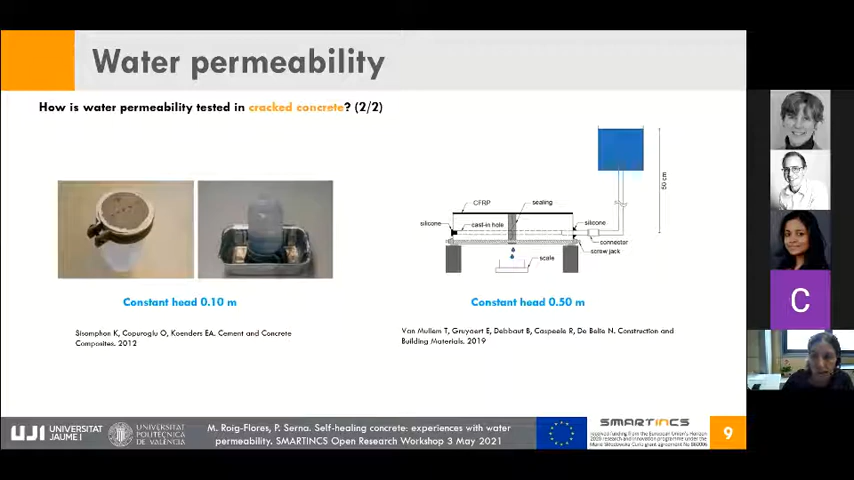 Water permeability
How is water permeability tested in cracked concrete? (2/2)
50 cm
CFRP
sealing
silicone
cast-in hole
silicone
connector
screw jack
scale
Constant head 0.10 m
Constant head 0.50 m
Sisomphon K, Copuroglu O, Koenders EA. Cement and Concrete
Composites. 2012
Van Mullem T, Gruyaert E, Debbaut B, Caspeele R, De Belie N. Construction and
Building Materials. 2019
C
UJI UNIVERSITAT
JAUME I
UNIVERSITAT
POLITÈCNICA
DE VALÈNCIA
M. Roig-Flores, P. Serna. Self-healing concrete: experiences with water
permeability. SMARTINCS Open Research Workshop 3 May 2021
SMARTINCS
9